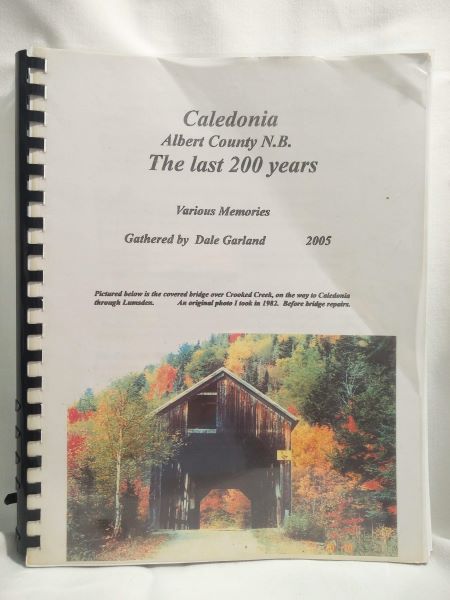 Caledonia
Albert County N.B.
The last 200 years
Various Memories
Gathered by Dale Garland 2005
Pictured below is the covered bridge over Crooked Creek, on the way to Caledonia
through Lumsden. An original photo I took in 1982. Before bridge repairs.